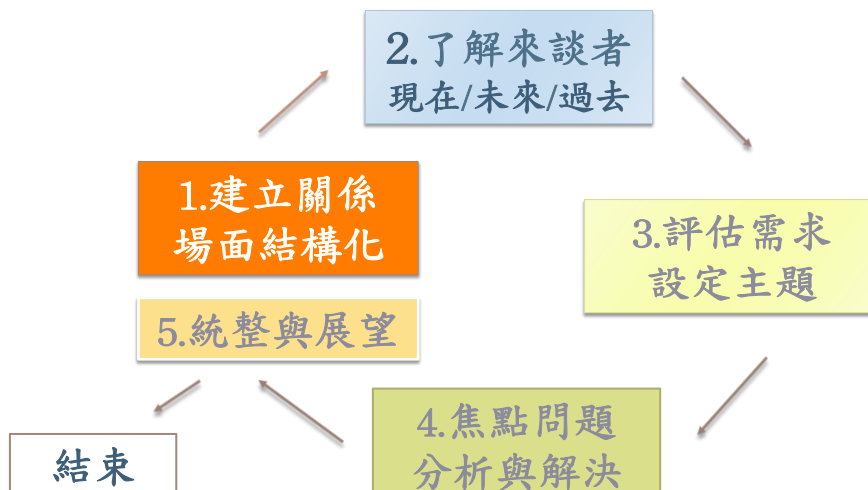 2.了解來談者
現在/未來/過去
1.建立關係
場面結構化
3.評估需求
設定主題
5.統整與展望
4.焦點問題
分析與解決
結束